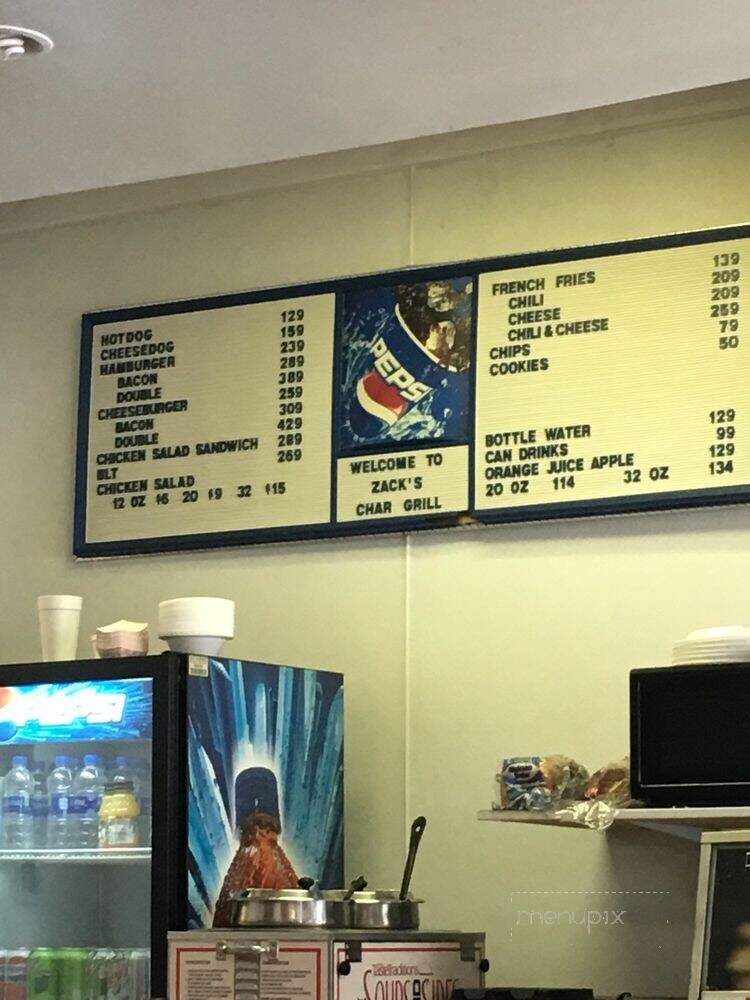 HOTDOG 129
CHEESEDOG 159
HAMBURGER 239
BACON 289
DOUBLE 389
CHEESEBURGER 259
BACON 309
DOUBLE 429
CHICKEN SALAD SANDWICH 289
BLT 269
CHICKEN SALAD
12 OZ $6 20 $9 32 $15
PEPSI
WELCOME TO
ZACK'S
CHAR GRILL
FRENCH FRIES 139
CHILI 209
CHEESE 209
CHILI & CHEESE 259
CHIPS 79
COOKIES 50
BOTTLE WATER 129
CAN DRINKS 99
ORANGE JUICE APPLE 129
20 OZ 114 32 OZ 134
PEPSI
menupix
SOUPS & SIDES